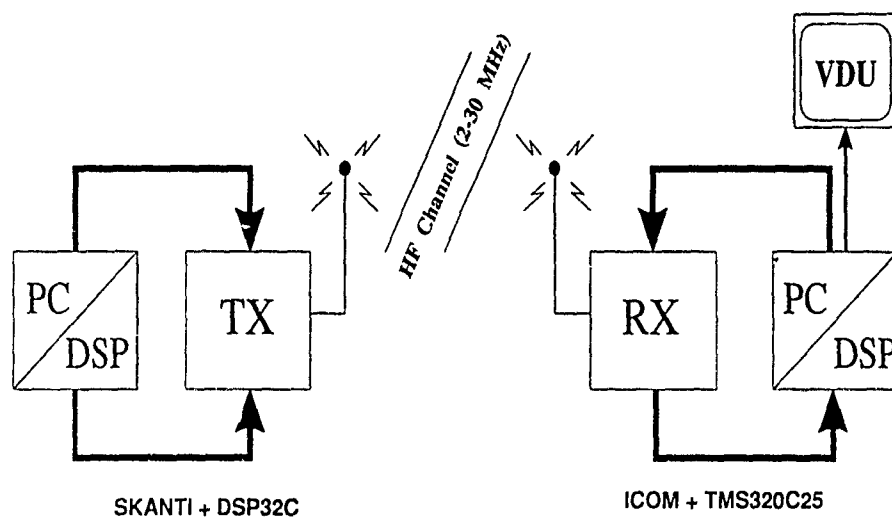 VDU
HF Channel (2-30 MHz)
PC
DSP
TX
RX
PC
DSP
SKANTI + DSP32C
ICOM + TMS320C25